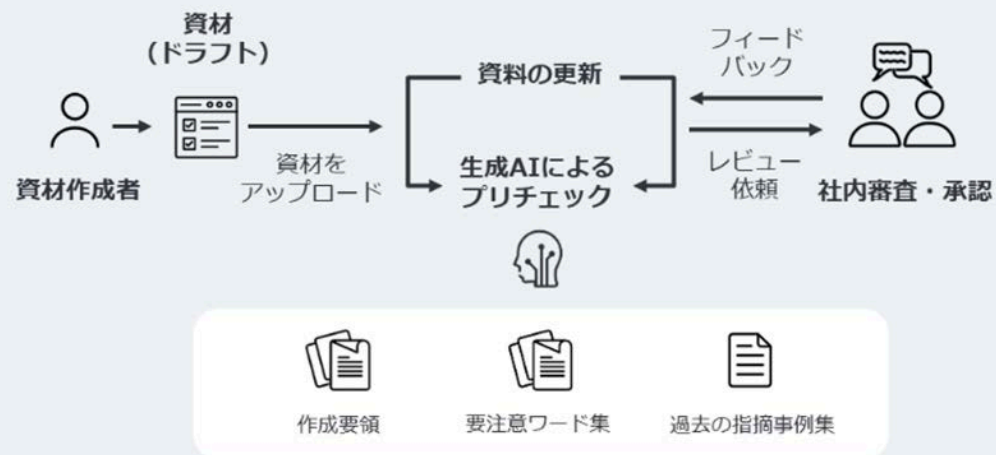 資材
（ドラフト）
資材作成者
資材を
アップロード
資料の更新
生成AIによる
プリチェック
フィード
バック
レビュー
依頼
社内審査・承認
作成要領
要注意ワード集
過去の指摘事例集